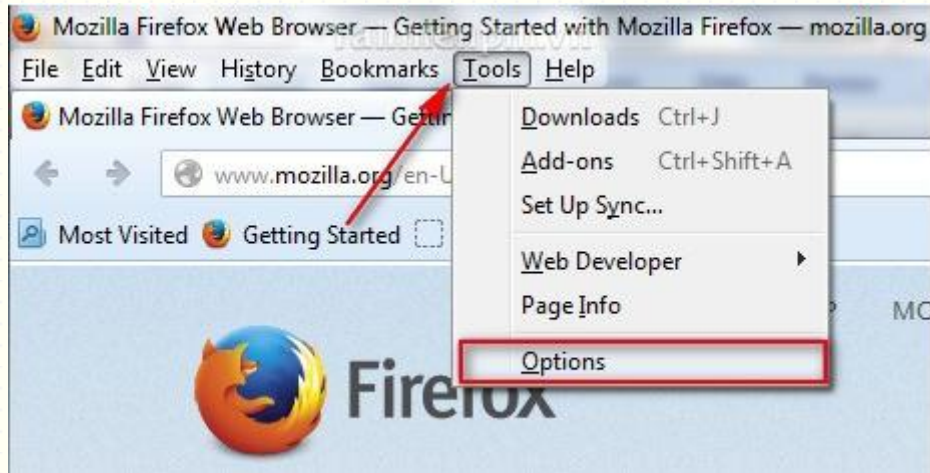 Mozilla Firefox Web Browser — Getting Started with Mozilla Firefox — mozilla.org
File Edit View History Bookmarks Tools Help
Mozilla Firefox Web Browser — Gettin
www.mozilla.org/en-U
Most Visited Getting Started
Downloads Ctrl+J
Add-ons Ctrl+Shift+A
Set Up Sync...
Web Developer
Page Info
Options
MO
Firefox